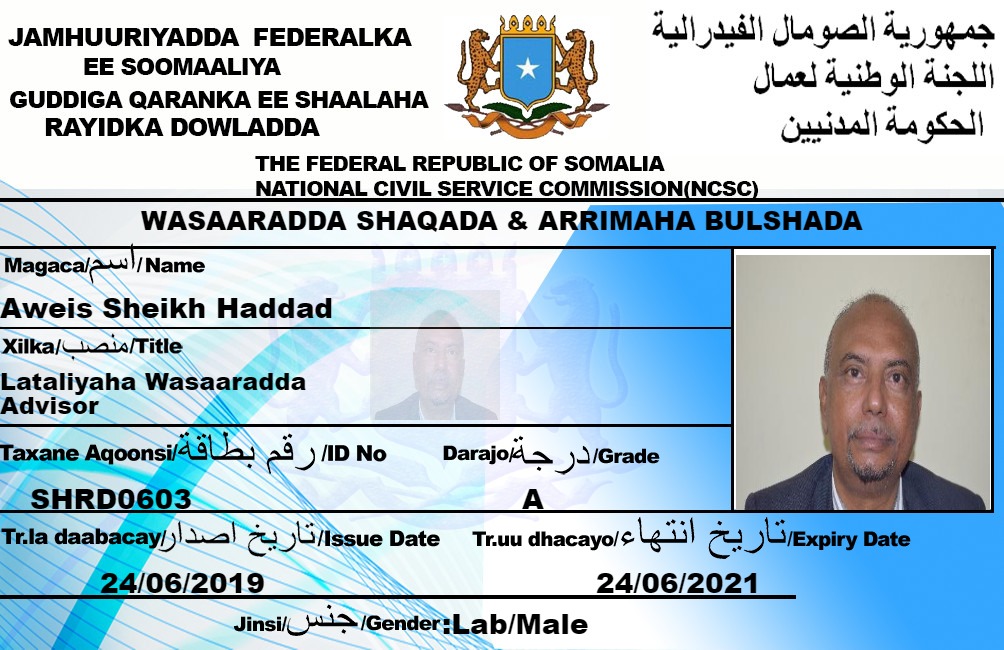 JAMHUURIYADDA FEDERALKA
EE SOOMAALIYA
GUDDIGA QARANKA EE SHAALAHA
RAYIDKA DOWLADDA
جمهورية الصومال الفيدرالية
اللجنة الوطنية لعمال
الحكومة المدنيين
THE FEDERAL REPUBLIC OF SOMALIA
NATIONAL CIVIL SERVICE COMMISSION(NCSC)
WASAARADDA SHAQADA & ARRIMAHA BULSHADA
Magaca/اسم/Name
Aweis Sheikh Haddad
Xilka/منصب/Title
Lataliyaha Wasaaradda
Advisor
Taxane Aqoonsi/رقم بطاقة/ID No
Darajo/درجة/Grade
SHRD0603
A
Tr.la daabacay/تاريخ اصدار/Issue Date
Tr.uu dhacayo/تاريخ انتهاء/Expiry Date
24/06/2019
24/06/2021
Jinsi/جنس/Gender:Lab/Male